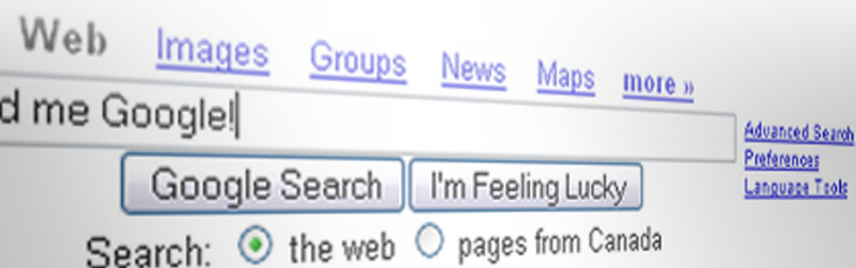 Web Images Groups News Maps more »
d me Google!
Advanced Search
Preferences
Language Tools
Google Search I'm Feeling Lucky
Search: the web pages from Canada